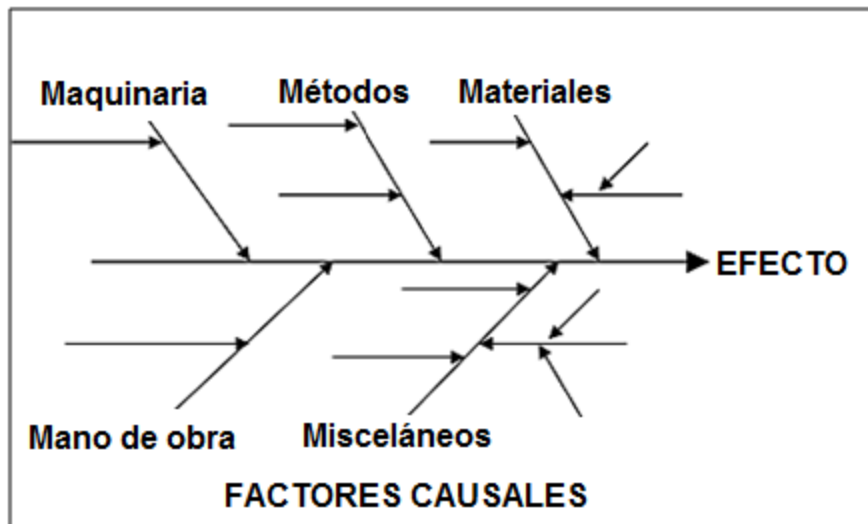 Maquinaria
Métodos
Materiales
EFECTO
Mano de obra
Misceláneos
FACTORES CAUSALES